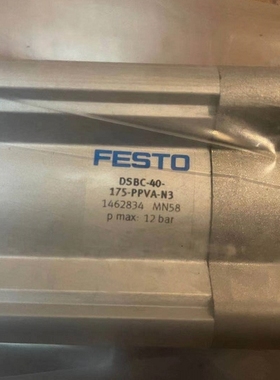 FESTO
DSBC-40-
175-PPVA-N3
1462834 MN58
p max: 12 bar